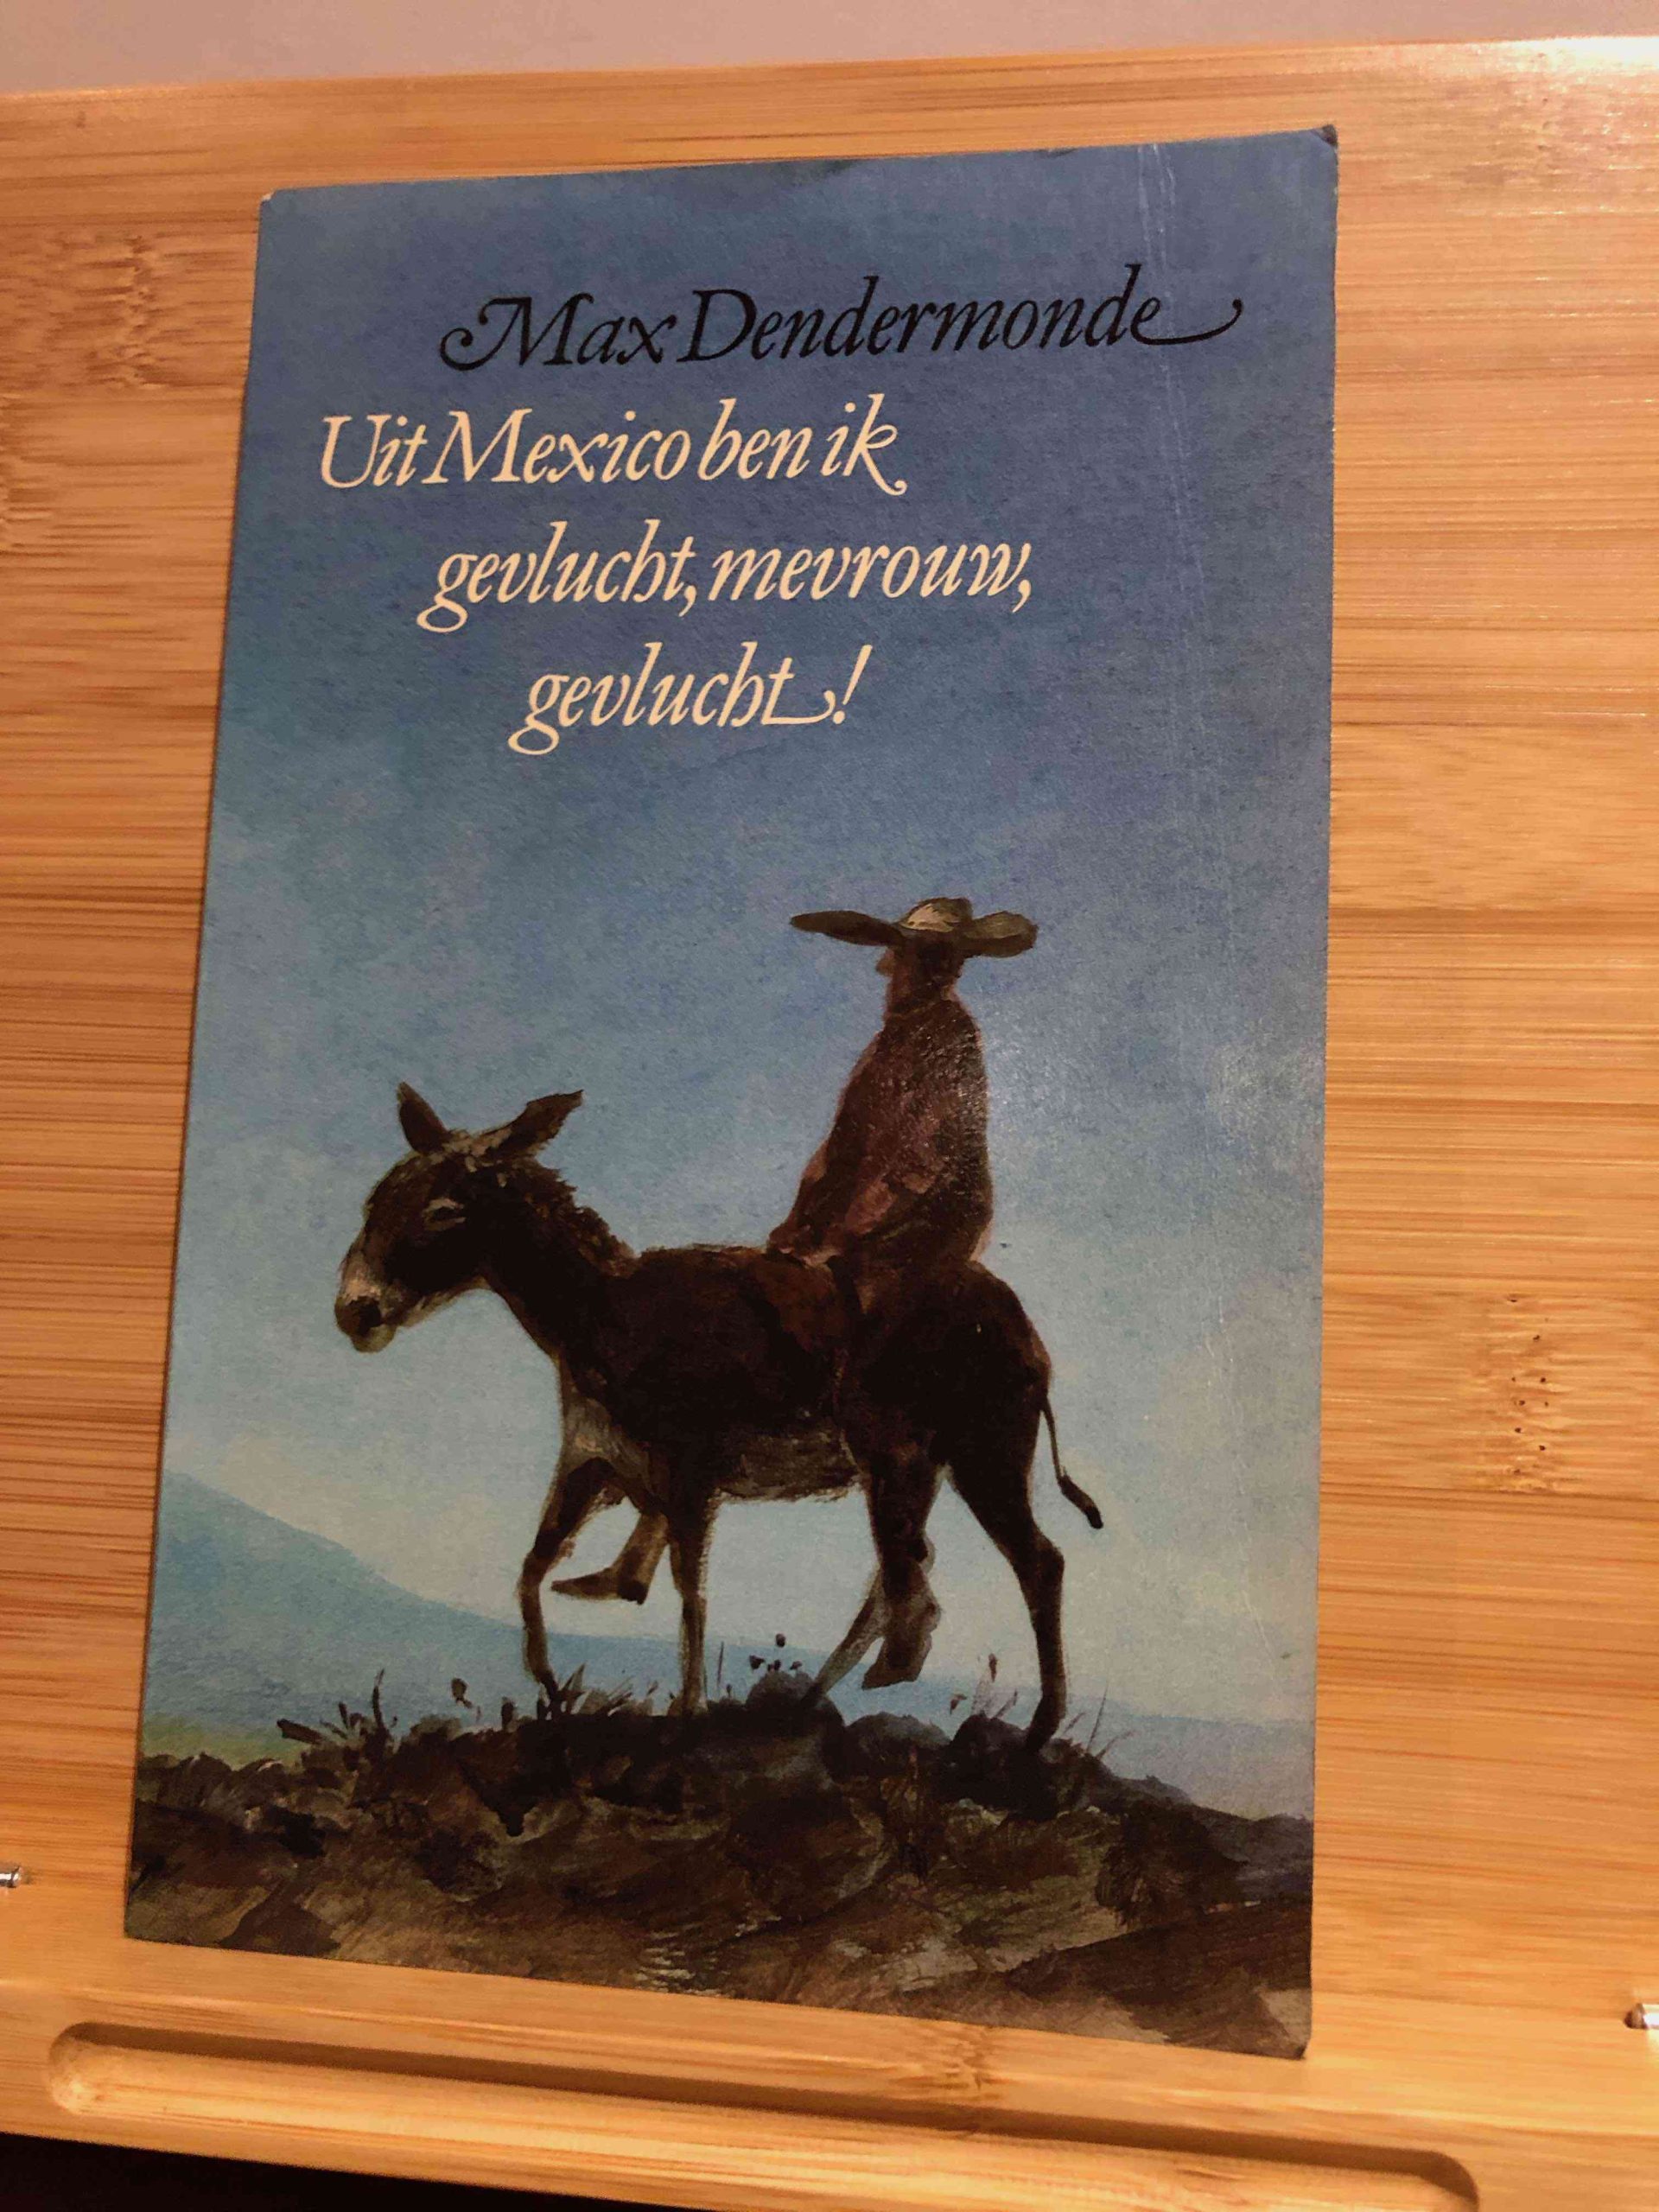 Max Dendermonde
Uit Mexico ben ik
gevlucht, mevrouw,
gevlucht!